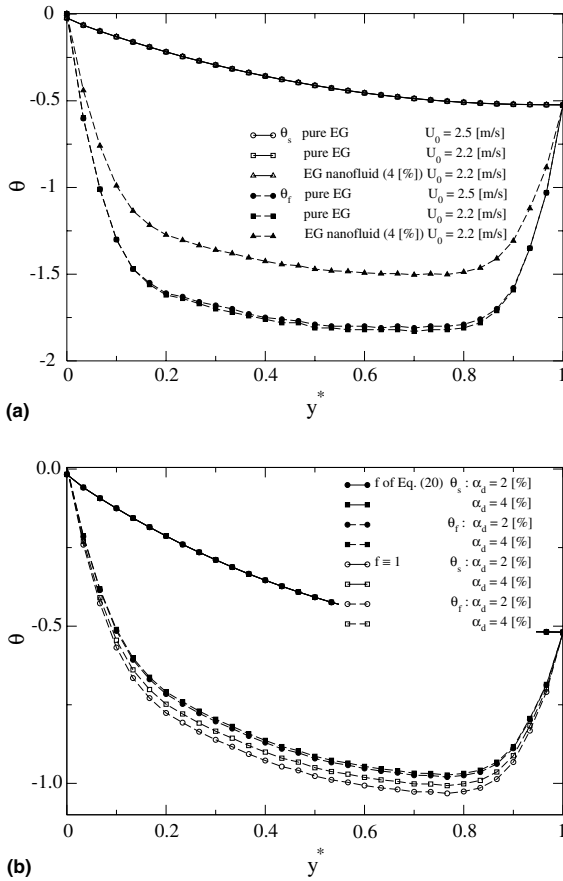 0
-0.5
-1
-1.5
-2
θ
θs pure EG U0 = 2.5 [m/s]
pure EG U0 = 2.2 [m/s]
EG nanofluid (4 [%]) U0 = 2.2 [m/s]
θf pure EG U0 = 2.5 [m/s]
pure EG U0 = 2.2 [m/s]
EG nanofluid (4 [%]) U0 = 2.2 [m/s]
0 0.2 0.4 0.6 0.8 1
y*
(a)
0.0
-0.5
-1.0
θ
f of Eq. (20) θs : αd = 2 [%]
αd = 4 [%]
θf : αd = 2 [%]
αd = 4 [%]
f ≡ 1 θs : αd = 2 [%]
αd = 4 [%]
θf : αd = 2 [%]
αd = 4 [%]
0 0.2 0.4 0.6 0.8 1
y*
(b)